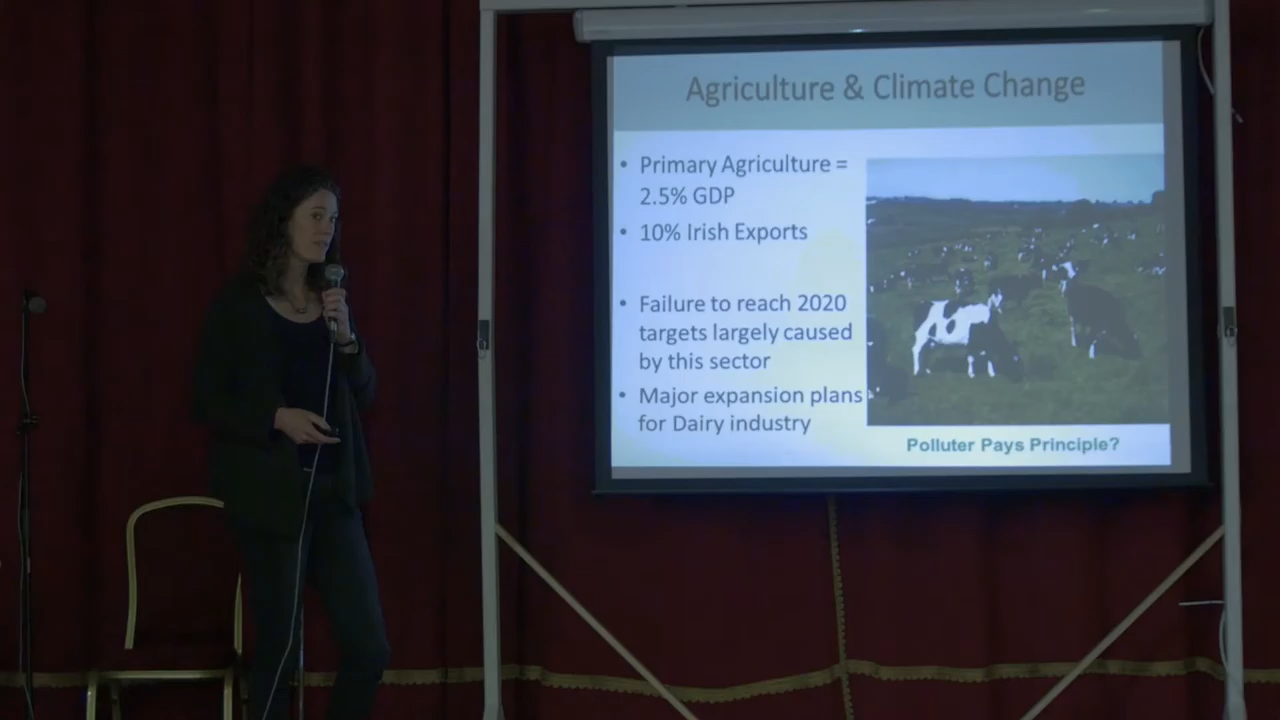 Agriculture & Climate Change
• Primary Agriculture =
2.5% GDP
• 10% Irish Exports
• Failure to reach 2020
targets largely caused
by this sector
• Major expansion plans
for Dairy industry
Polluter Pays Principle?